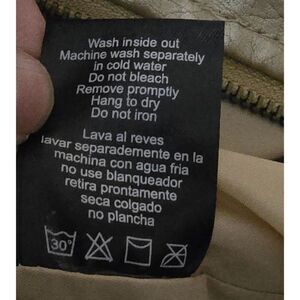 Wash inside out
Machine wash separately
in cold water
Do not bleach
Remove promptly
Hang to dry
Do not iron
Lava al reves
lavar separademente en la
machina con agua fria
no use blanqueador
retira prontamente
seca colgado
no plancha
30°